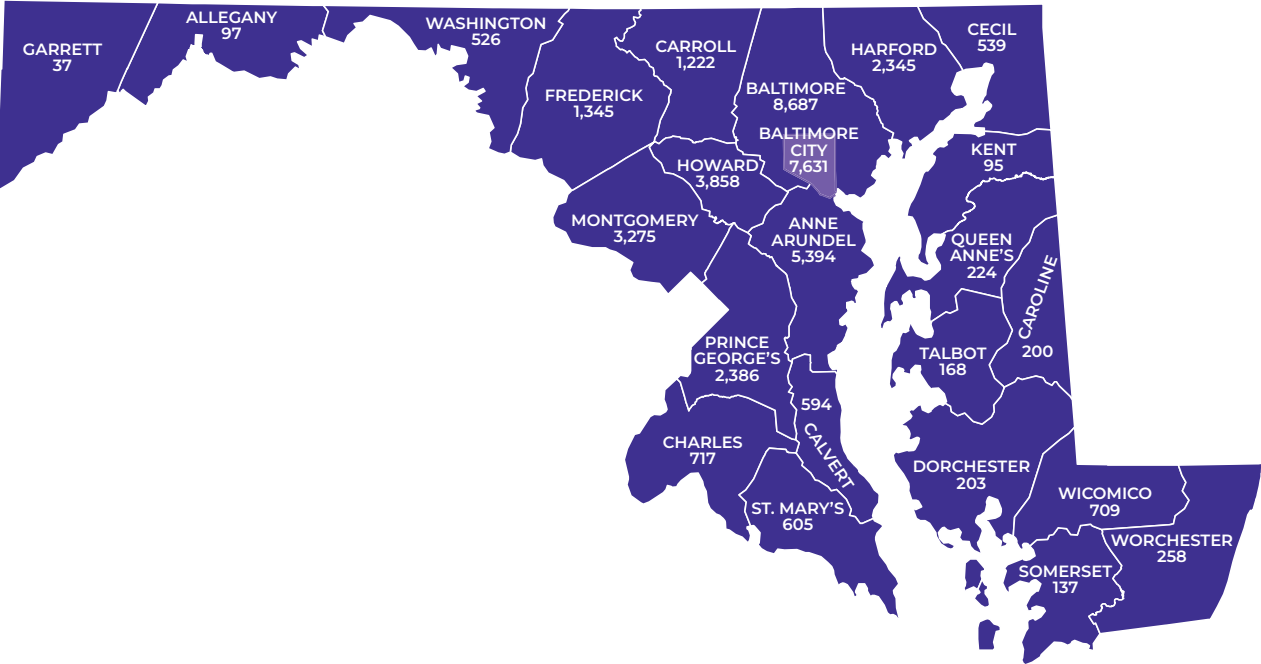 GARRETT
37
ALLEGANY
97
WASHINGTON
526
FREDERICK
1,345
CARROLL
1,222
BALTIMORE
8,687
BALTIMORE
CITY
7,631
HARFORD
2,345
CECIL
539
KENT
95
HOWARD
3,858
MONTGOMERY
3,275
ANNE
ARUNDEL
5,394
QUEEN
ANNE'S
224
CAROLINE
200
TALBOT
168
PRINCE
GEORGE'S
2,386
594
CALVERT
CHARLES
717
ST. MARY'S
605
DORCHESTER
203
WICOMICO
709
WORCHESTER
258
SOMERSET
137